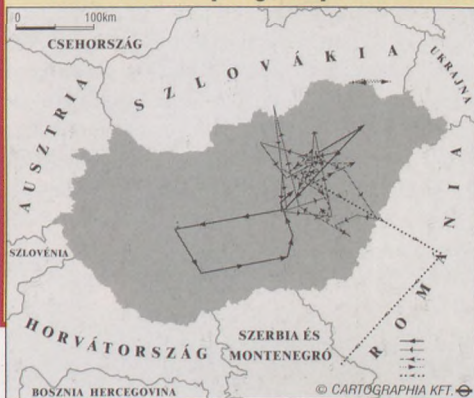 0 100km
CSEHORSZÁG
SZLOVÁKIA
UKRAJNA
AUSZTRIA
ROMÁNIA
SZLOVÉNIA
HORVÁTORSZÁG
SZERBIA ÉS
MONTENEGRÓ
BOSZNIA HERCEGOVINA
© CARTOGRAPHIA KFT.